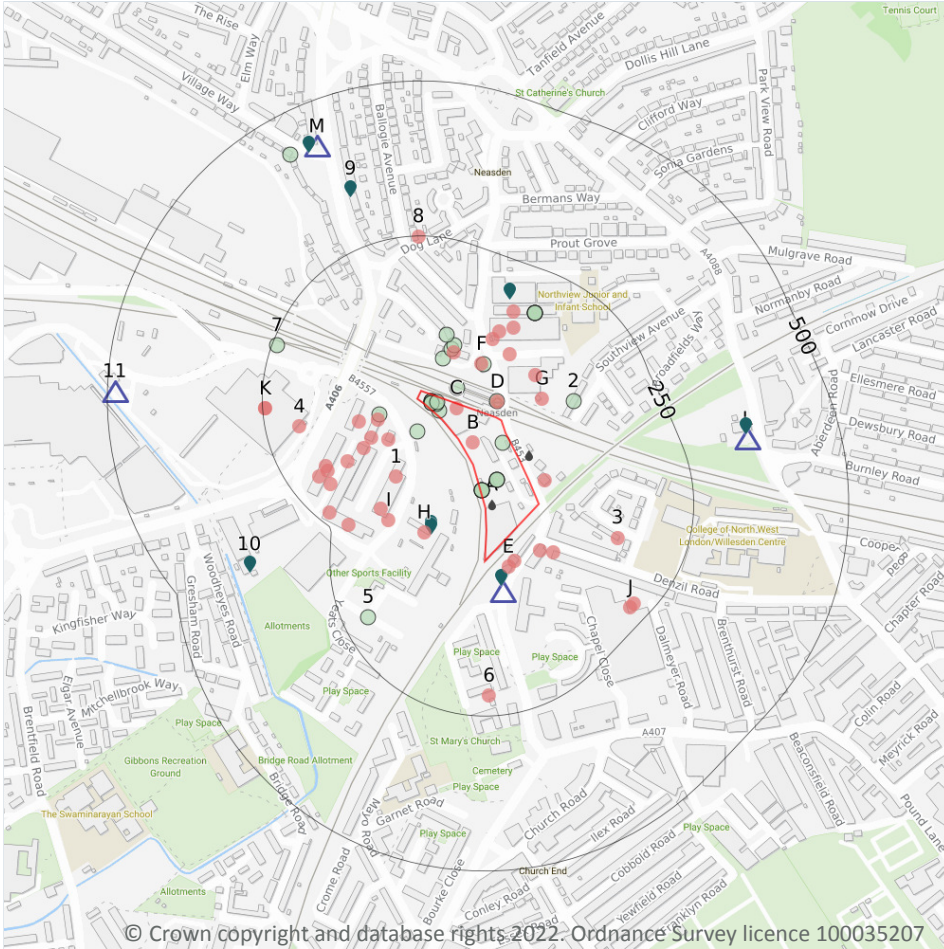 Tennis Court
The Rise
Elm Way
Village Way
Tanfield Avenue
Dollis Hill Lane
St Catherine's Church
Park View Road
Clifford Way
Ballogie Avenue
M
Sonia Gardens
9
Neasden
Bermans Way
8
Dog Lane
Prout Grove
A4088
Mulgrave Road
Normanby Road
Northview Junior and
Infant School
Cornmow Drive
Lancaster Road
7
Southview Avenue
500
F
11
B4557
Ellesmere Road
K
4
A406
D
G
2
250
Aberdeen Road
Neasden
Dewsbury Road
B
C
1
Burnley Road
I
H
3
College of North West
London/Willesden Centre
10
E
Woodheyes Road
Other Sports Facility
Denzil Road
J
Gresham Road
5
Yeats Close
Kingfisher Way
Allotments
Chapel Close
Dalmeyer Road
Brenthurst Road
Chapter Road
Play Space
Play Space
Mitchellbrook Way
Elgar Avenue
Play Space
6
Colin Road
Brentfield Road
Play Space
St Mary's Church
A407
Meyrick Road
Gibbons Recreation
Ground
Bridge Road Allotment
Cemetery
Play Space
Beaconsfield Road
Bridge Road
The Swaminarayan School
Garnet Road
Mayo Road
Church Road
Ilex Road
Pound Lane
Play Space
Play Space
Cobbold Road
Crome Road
Church End
Allotments
Bourke Close
Conley Road
Yewfield Road
© Crown copyright and database rights 2022. Ordnance Survey licence 100035207